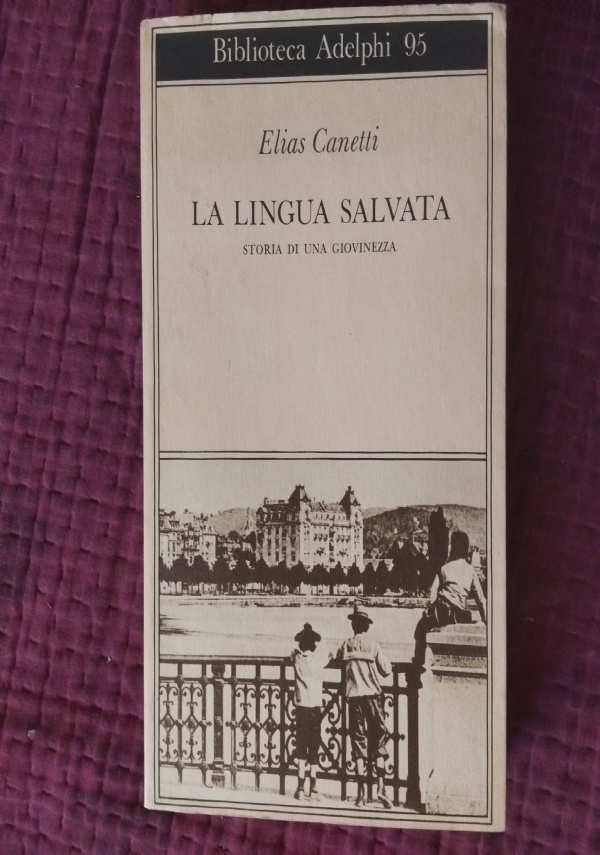 Biblioteca Adelphi 95
Elias Canetti
LA LINGUA SALVATA
STORIA DI UNA GIOVINEZZA